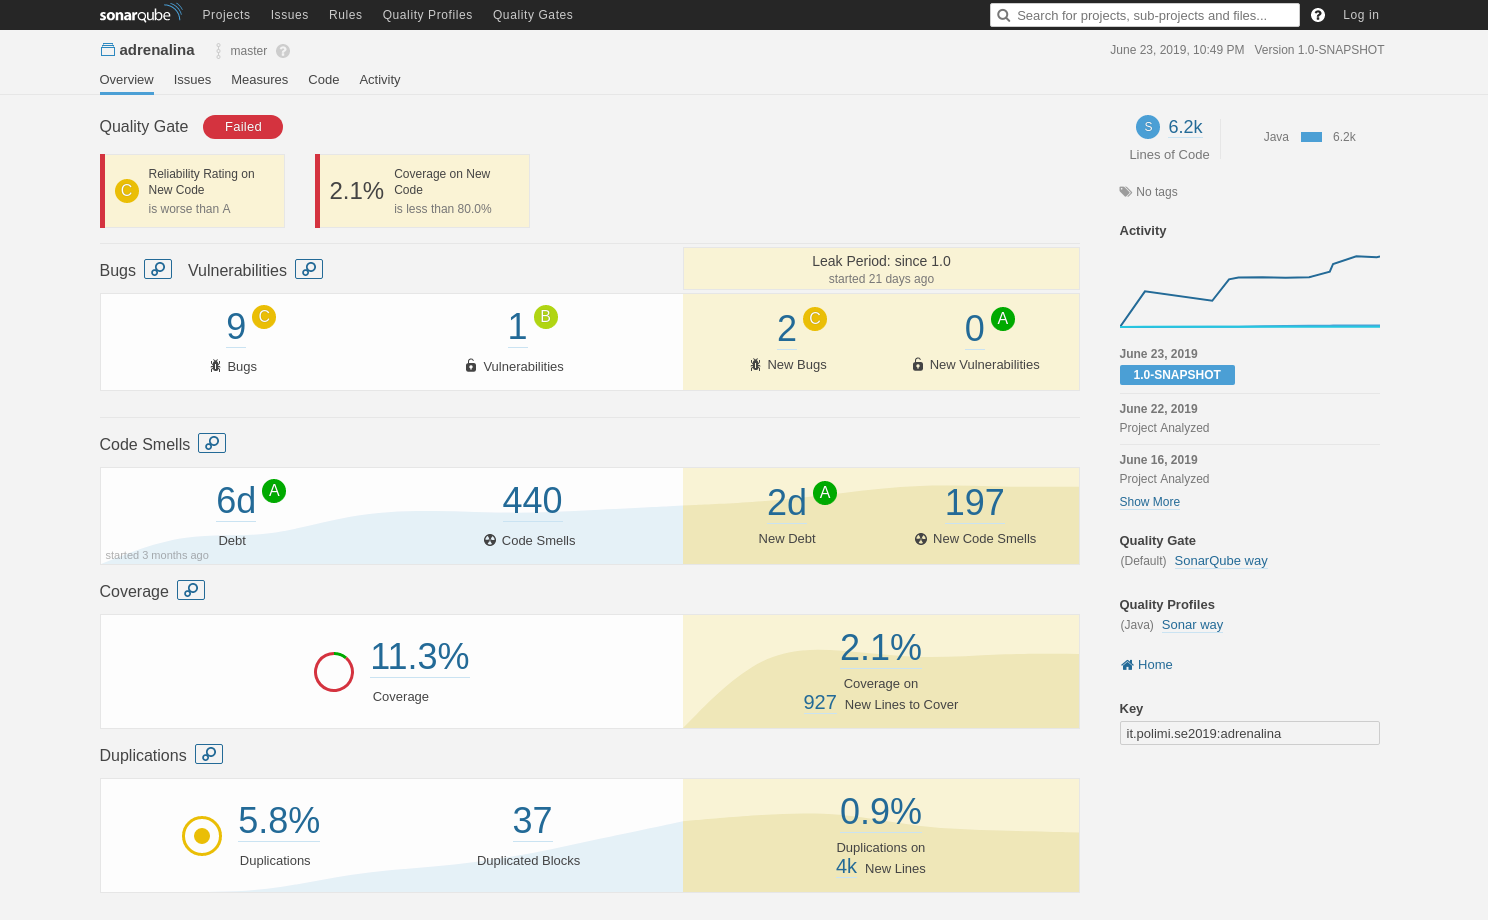 sonarqube Projects Issues Rules Quality Profiles Quality Gates Search for projects, sub-projects and files... Log in
adrenalina master June 23, 2019, 10:49 PM Version 1.0-SNAPSHOT
Overview Issues Measures Code Activity
Quality Gate Failed
C Reliability Rating on
New Code
is worse than A
2.1% Coverage on New
Code
is less than 80.0%
Bugs Vulnerabilities
Leak Period: since 1.0
started 21 days ago
9 C
Bugs
1 B
Vulnerabilities
2 C
New Bugs
0 A
New Vulnerabilities
Code Smells
6d A
Debt
started 3 months ago
440
Code Smells
2d A
New Debt
197
New Code Smells
Coverage
11.3%
Coverage
2.1%
Coverage on
927 New Lines to Cover
Duplications
5.8%
Duplications
37
Duplicated Blocks
0.9%
Duplications on
4k New Lines
S 6.2k
Lines of Code
Java 6.2k
No tags
Activity
June 23, 2019
1.0-SNAPSHOT
June 22, 2019
Project Analyzed
June 16, 2019
Project Analyzed
Show More
Quality Gate
(Default) SonarQube way
Quality Profiles
(Java) Sonar way
Home
Key
it.polimi.se2019:adrenalina